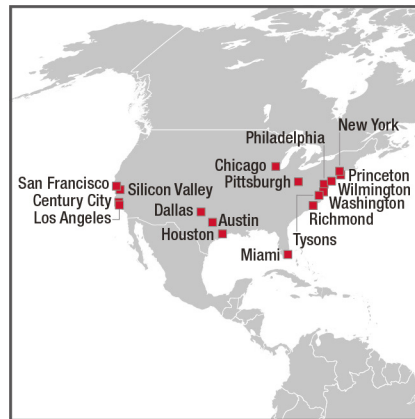 New York
Philadelphia
Chicago
Pittsburgh
Princeton
Wilmington
Washington
Richmond
San Francisco
Silicon Valley
Century City
Los Angeles
Dallas
Austin
Houston
Tysons
Miami